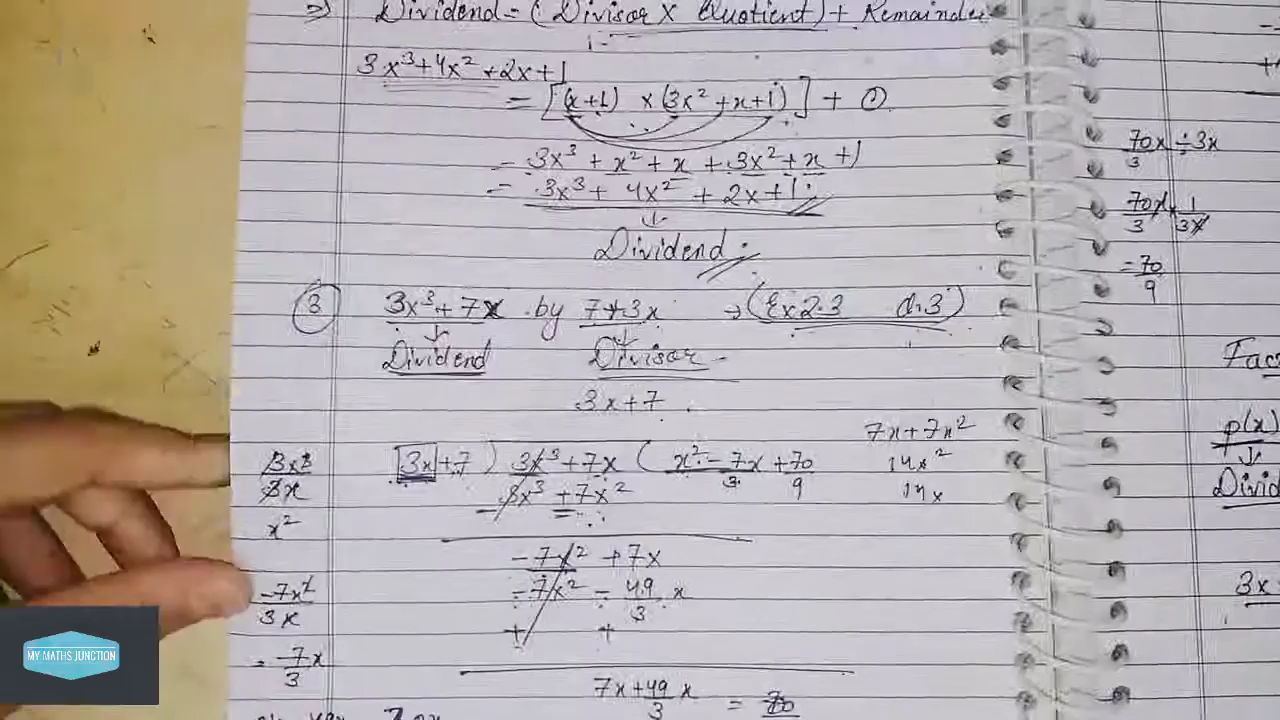 ⇒ Dividend = (Divisor × Quotient) + Remainder
3x³+4x²+2x+1
= [(x+1) × (3x²+x+1)] + 0
= 3x³ + x² + x + 3x² + x + 1
= 3x³ + 4x² + 2x + 1
Dividend
③ 3x³+7x by 7+3x → (Ex 2.3 Q.3)
Dividend Divisor
3x+7
7x+7x²
14x²
14x
3x+7 ) 3x³+7x ( x² - 7/3 x + 70/9
3x³ + 7x²
-7x² + 7x
-7x² - 49/3 x
+ +
7x + 49/3 x = 70
3x³/3x
x²
-7x²/3x
= -7/3 x
70x/3 ÷ 3x
70x/3 × 1/3x
= 70/9
Fac
p(x)
Divid
3x
MY MATHS JUNCTION